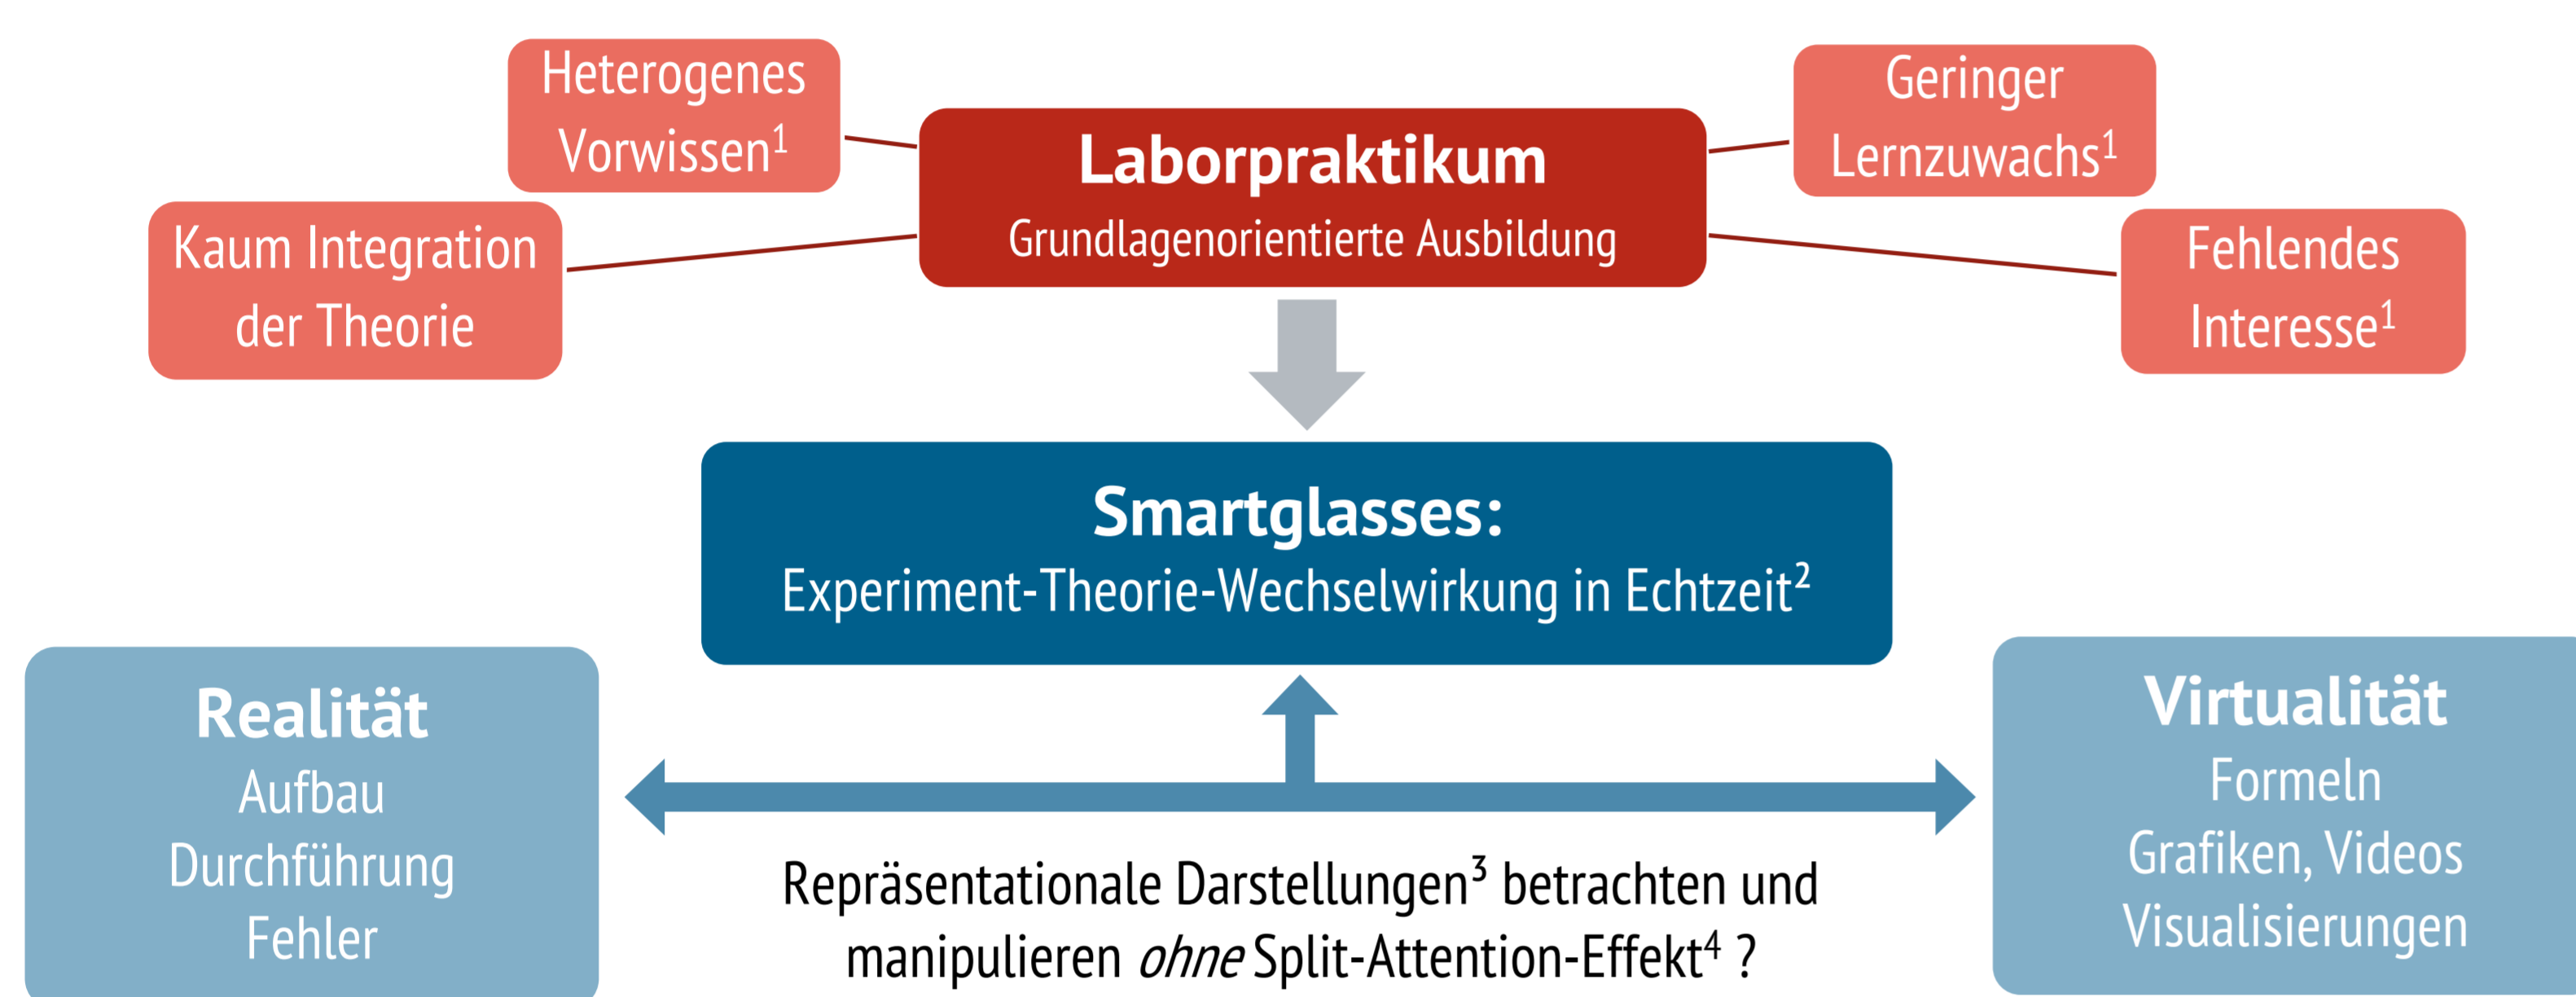 Heterogenes
Vorwissen¹
Kaum Integration
der Theorie
Laborpraktikum
Grundlagenorientierte Ausbildung
Geringer
Lernzuwachs¹
Fehlendes
Interesse¹
Smartglasses:
Experiment-Theorie-Wechselwirkung in Echtzeit²
Realität
Aufbau
Durchführung
Fehler
Repräsentationale Darstellungen³ betrachten und
manipulieren ohne Split-Attention-Effekt⁴ ?
Virtualität
Formeln
Grafiken, Videos
Visualisierungen